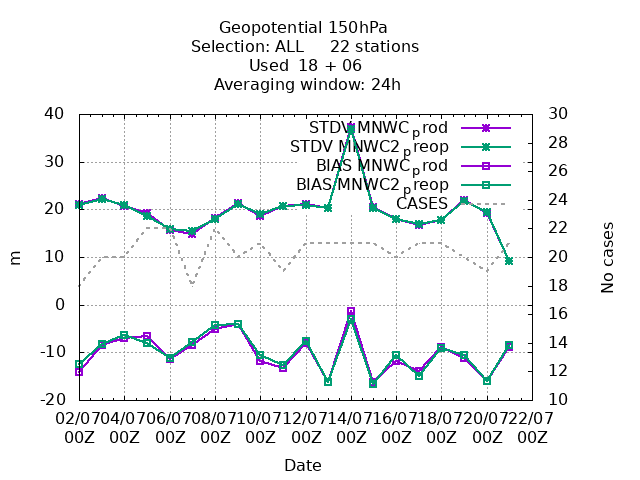 Geopotential 150hPa
Selection: ALL     22 stations
Used  18 + 06
Averaging window: 24h
40
30
20
10
0
-10
-20
m
30
28
26
24
22
20
18
16
14
12
10
No cases
STDV MNWC_prod
STDV MNWC2_preop
BIAS MNWC_prod
BIAS MNWC2_preop
CASES
02/07 04/07 06/07 08/07 10/07 12/07 14/07 16/07 18/07 20/07 22/07
00Z 00Z 00Z 00Z 00Z 00Z 00Z 00Z 00Z 00Z 00Z
Date